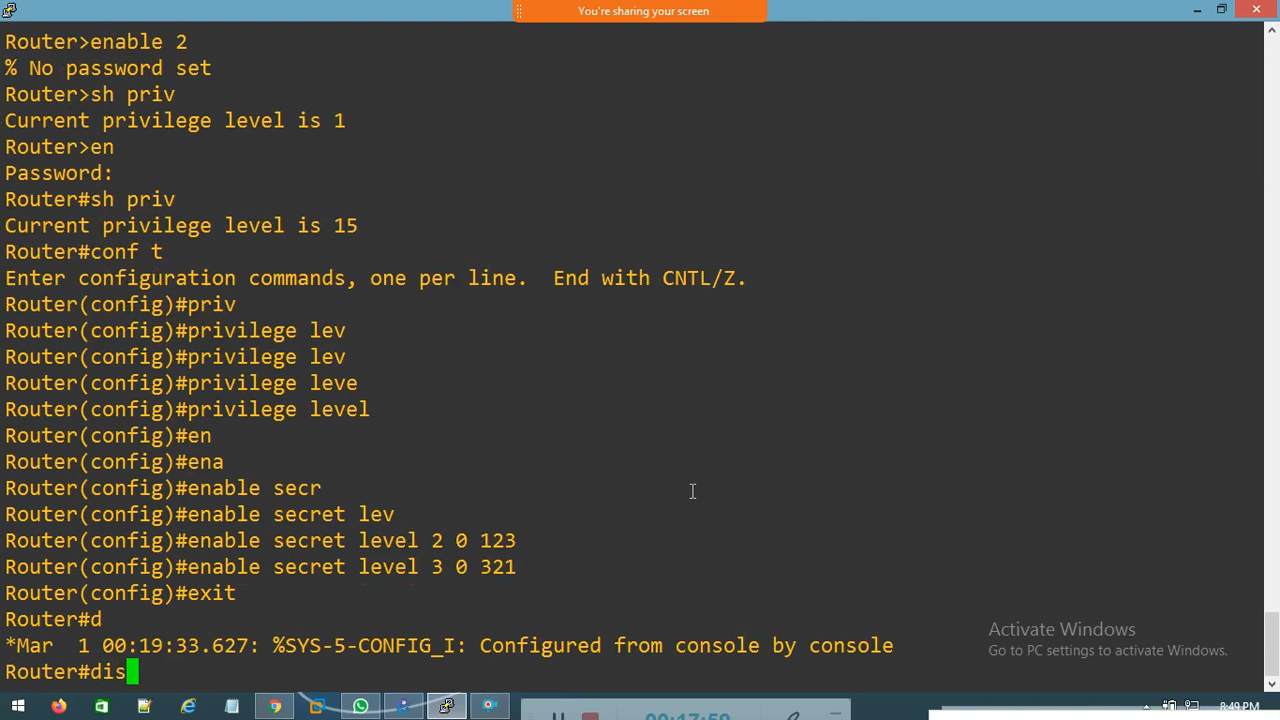 You're sharing your screen
Router>enable 2
% No password set
Router>sh priv
Current privilege level is 1
Router>en
Password:
Router#sh priv
Current privilege level is 15
Router#conf t
Enter configuration commands, one per line.  End with CNTL/Z.
Router(config)#priv
Router(config)#privilege lev
Router(config)#privilege lev
Router(config)#privilege leve
Router(config)#privilege level
Router(config)#en
Router(config)#ena
Router(config)#enable secr
Router(config)#enable secret lev
Router(config)#enable secret level 2 0 123
Router(config)#enable secret level 3 0 321
Router(config)#exit
Router#d
*Mar  1 00:19:33.627: %SYS-5-CONFIG_I: Configured from console by console
Router#dis
Activate Windows
Go to PC settings to activate Windows.
00:17:59
8:49 PM